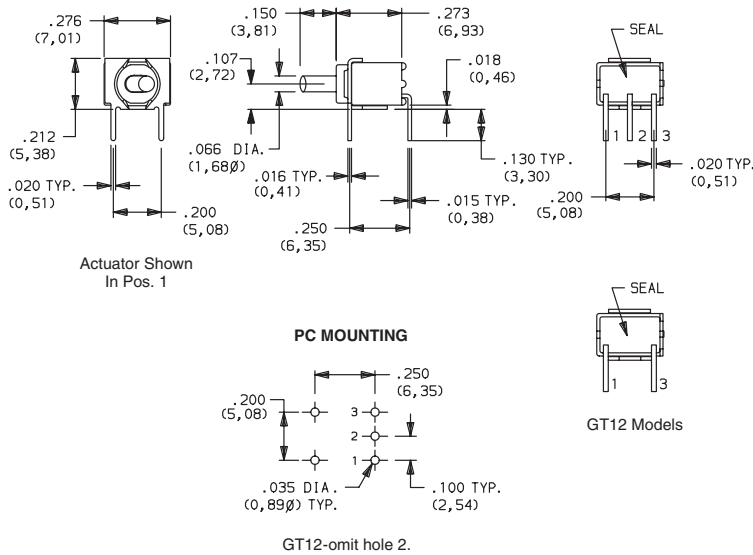 .276
(7,01)
.212
(5,38)
.020 TYP.
(0,51)
.200
(5,08)
Actuator Shown
In Pos. 1
.150
(3,81)
.273
(6,93)
.107
(2,72)
.018
(0,46)
.066 DIA.
(1,68Ø)
.016 TYP.
(0,41)
.130 TYP.
(3,30)
.015 TYP.
(0,38)
.250
(6,35)
SEAL
1 2 3
.020 TYP.
(0,51)
.200
(5,08)
SEAL
1 3
GT12 Models
PC MOUNTING
.250
(6,35)
.200
(5,08)
3
2
1
.035 DIA.
(0,89Ø) TYP.
.100 TYP.
(2,54)
GT12-omit hole 2.